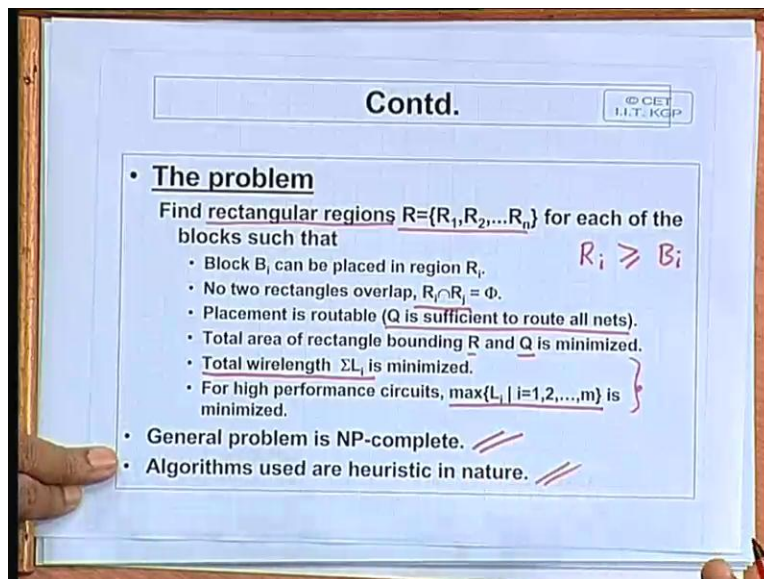 Contd.
© CET
I.I.T. KGP
• The problem
Find rectangular regions R={R₁,R₂,...Rₙ} for each of the
blocks such that
Rᵢ ≥ Bᵢ
• Block Bᵢ can be placed in region Rᵢ.
• No two rectangles overlap, Rᵢ∩Rⱼ = Φ.
• Placement is routable (Q is sufficient to route all nets).
• Total area of rectangle bounding R and Q is minimized.
• Total wirelength ΣLᵢ is minimized.
• For high performance circuits, max{Lᵢ | i=1,2,...,m} is
minimized.
• General problem is NP-complete.
• Algorithms used are heuristic in nature.